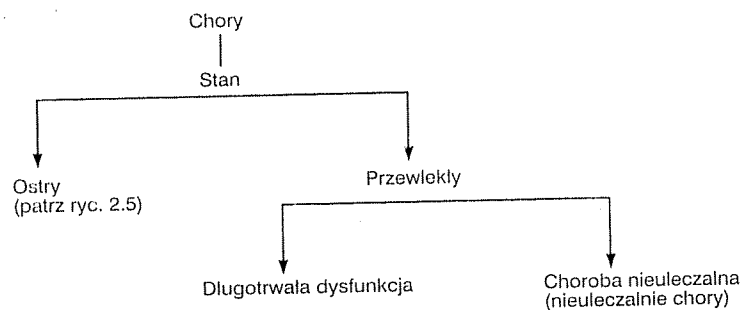 Chory
Stan
Ostry
(patrz ryc. 2.5)
Przewlekły
Długotrwała dysfunkcja
Choroba nieuleczalna
(nieuleczalnie chory)